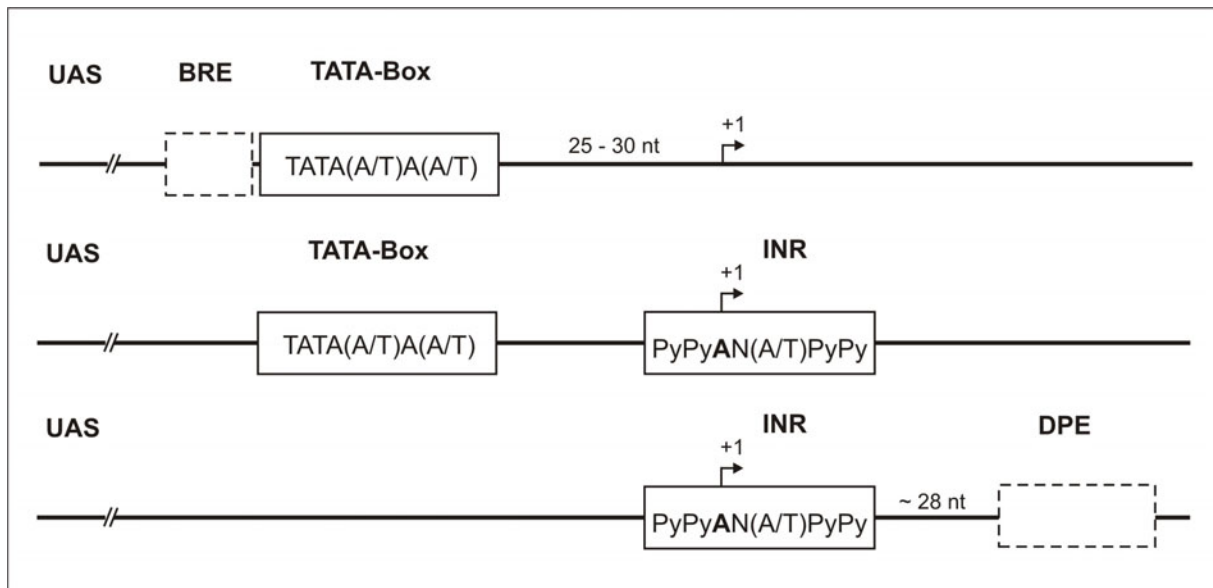 UAS BRE TATA-Box
+1
25 - 30 nt
TATA(A/T)A(A/T)
UAS TATA-Box INR
+1
TATA(A/T)A(A/T) PyPyAN(A/T)PyPy
UAS INR DPE
+1
~ 28 nt
PyPyAN(A/T)PyPy